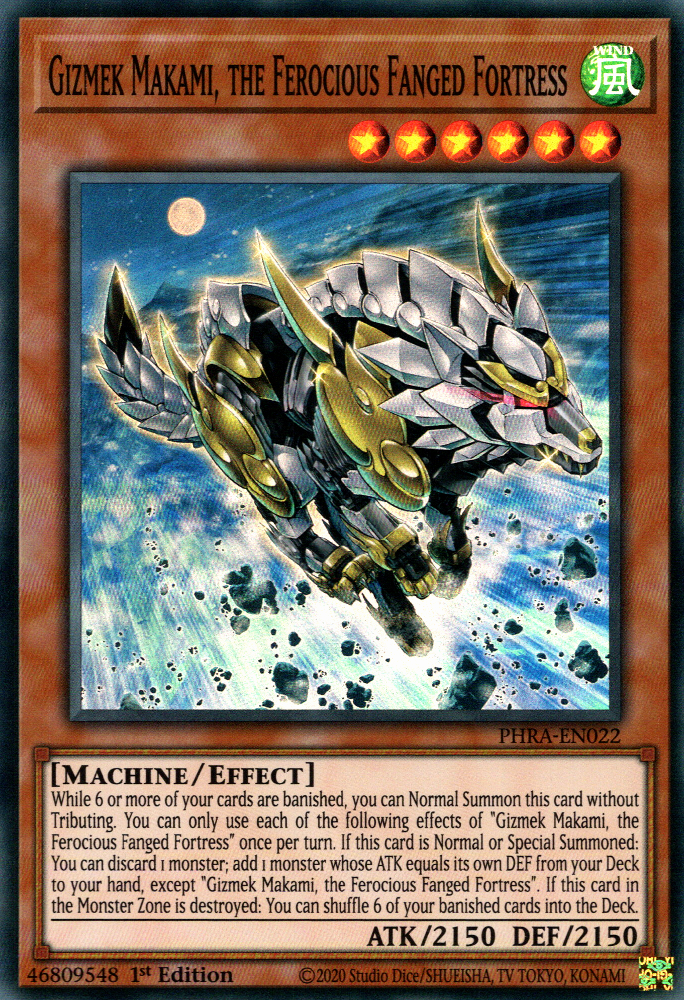 GIZMEK MAKAMI, THE FEROCIOUS FANGED FORTRESS
WIND
風
PHRA-EN022
[MACHINE/EFFECT]
While 6 or more of your cards are banished, you can Normal Summon this card without
Tributing. You can only use each of the following effects of "Gizmek Makami, the
Ferocious Fanged Fortress" once per turn. If this card is Normal or Special Summoned:
You can discard 1 monster; add 1 monster whose ATK equals its own DEF from your Deck
to your hand, except "Gizmek Makami, the Ferocious Fanged Fortress". If this card in
the Monster Zone is destroyed: You can shuffle 6 of your banished cards into the Deck.
ATK/2150 DEF/2150
46809548 1st Edition ©2020 Studio Dice/SHUEISHA, TV TOKYO, KONAMI